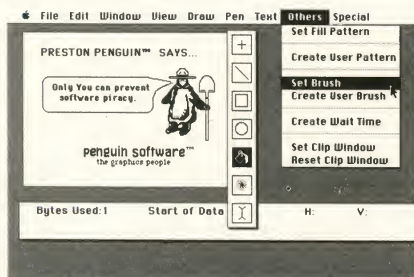 File Edit Window View Draw Pen Text Others Special
PRESTON PENGUIN™ SAYS...
Only You can prevent
software piracy.
penguin software™
the graphics people
Set Fill Pattern
Create User Pattern
Set Brush
Create User Brush
Create Wait Time
Set Clip Window
Reset Clip Window
Bytes Used:1 Start of Data H: V: